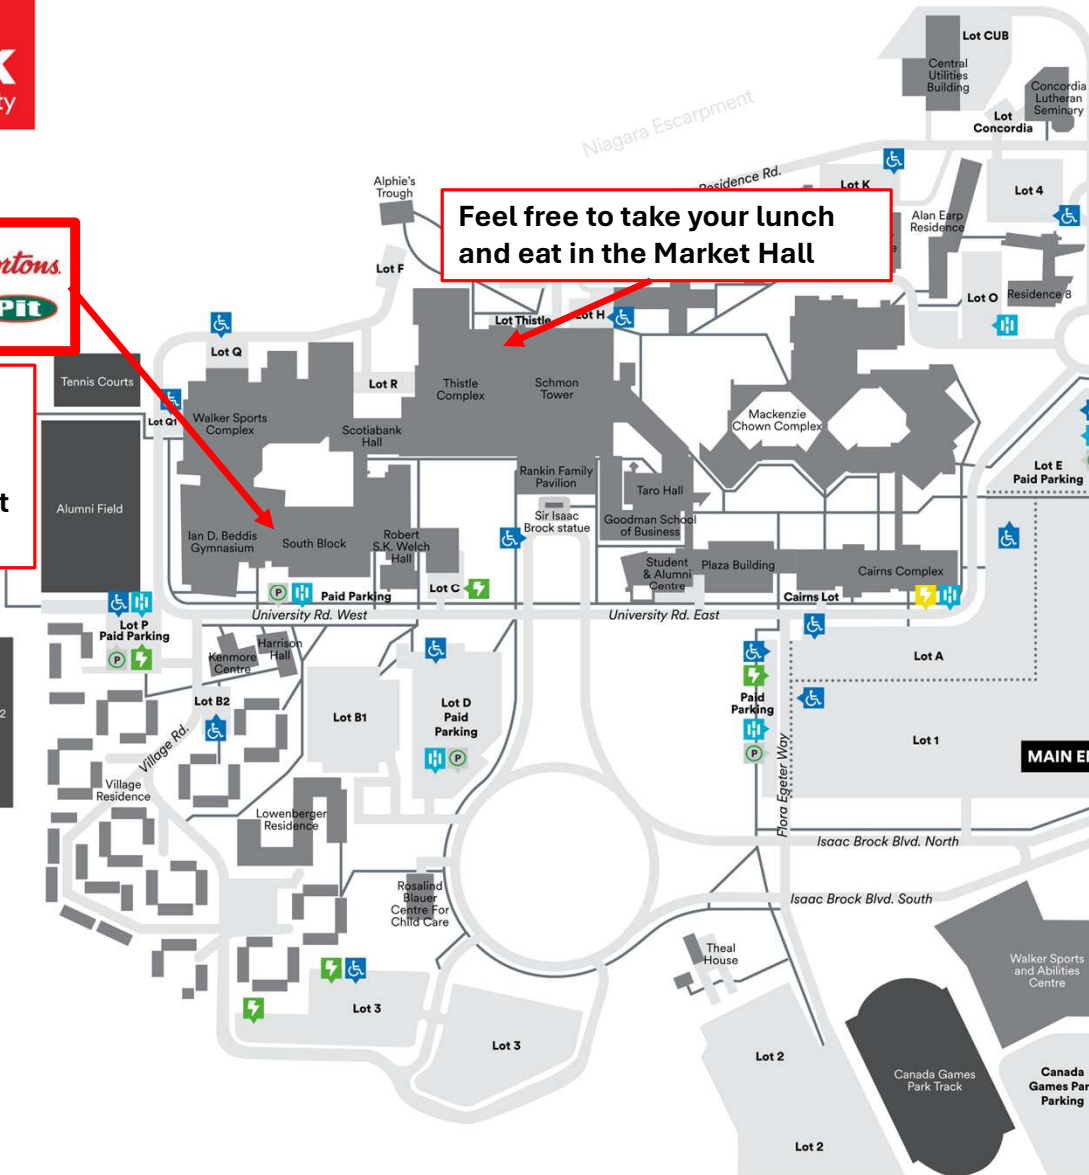 Lot CUB
Central
Utilities
Building
Concordia
Lutheran
Seminary
Lot
Concordia
Niagara Escarpment
Residence Rd.
Lot K
Lot 4
Alphie's
Trough
Feel free to take your lunch
and eat in the Market Hall
Alan Earp
Residence
Lot F
Pit
Lot O
Residence 8
Lot Thistle
Lot H
Lot Q
Tennis Courts
Lot R
Thistle
Complex
Schmon
Tower
Lot Q1
Walker Sports
Complex
Mackenzie
Chown Complex
Scotiabank
Hall
Lot E
Paid Parking
Rankin Family
Pavilion
Taro Hall
t
Alumni Field
Sir Isaac
Brock statue
Goodman School
of Business
Ian D. Beddis
Gymnasium
South Block
Robert
S.K. Welch
Hall
Student
& Alumni
Centre
Plaza Building
Cairns Complex
P
Paid Parking
Lot C
Cairns Lot
University Rd. West
University Rd. East
Lot P
Paid Parking
P
Kenmore
Centre
Harrison
Hall
Lot A
Lot B2
Lot B1
Lot D
Paid
Parking
P
Paid
Parking
P
Lot 1
2
MAIN
Village Rd.
Flora Egeter Way
Village
Residence
Lowenberger
Residence
Isaac Brock Blvd. North
Rosalind
Blauer
Centre For
Child Care
Isaac Brock Blvd. South
Theal
House
Walker Sports
and Abilities
Centre
Lot 3
Lot 3
Lot 2
Canada Games
Park Track
Canada
Games
Parking
Lot 2